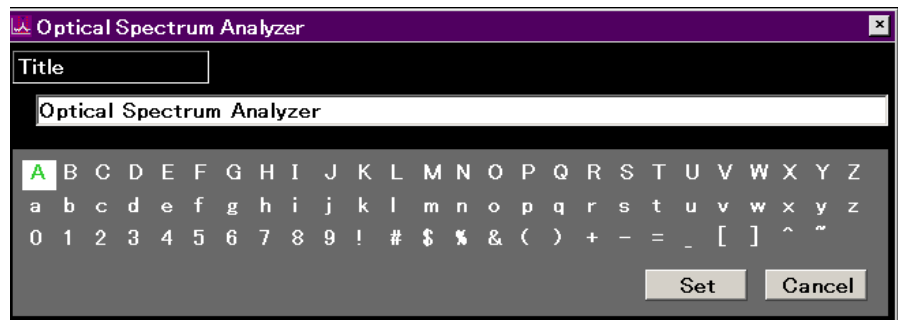 Optical Spectrum Analyzer
Title
Optical Spectrum Analyzer
A B C D E F G H I J K L M N O P Q R S T U V W X Y Z
a b c d e f g h i j k l m n o p q r s t u v w x y z
0 1 2 3 4 5 6 7 8 9 ! # $ % & ( ) + - = _ [ ] ^ ~
Set Cancel